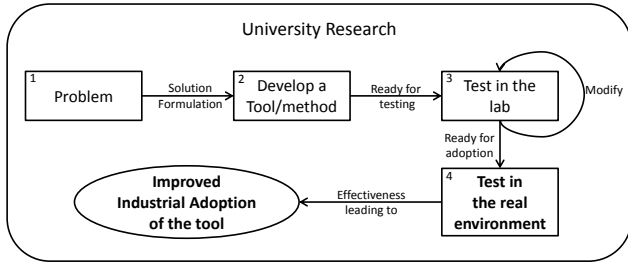 University Research
1
Problem
Solution
Formulation
2
Develop a
Tool/method
Ready for
testing
3
Test in the
lab
Modify
Ready for
adoption
4
Test in
the real
environment
Effectiveness
leading to
Improved
Industrial Adoption
of the tool